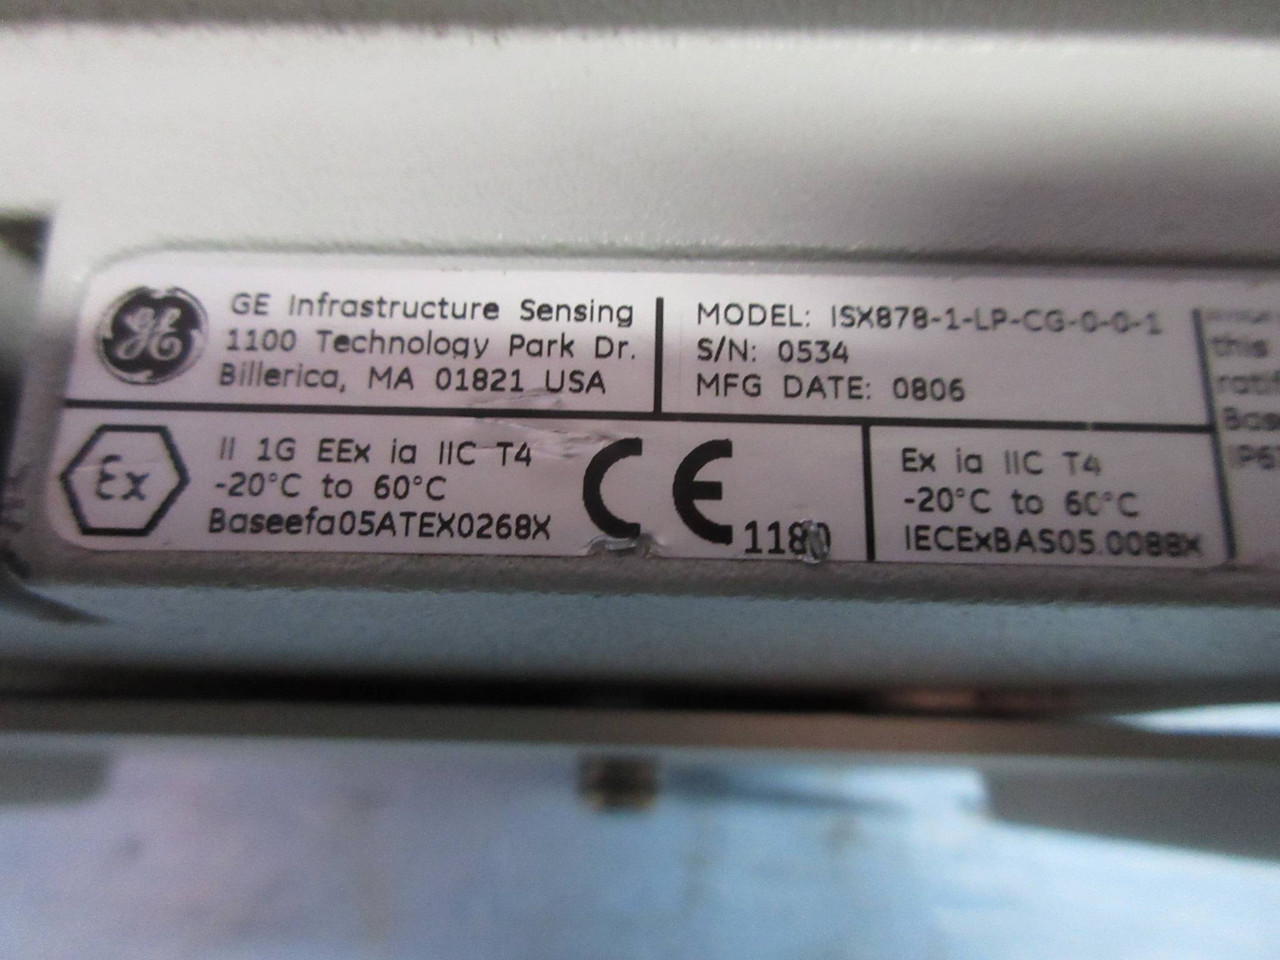 GE
GE Infrastructure Sensing
1100 Technology Park Dr.
Billerica, MA 01821 USA
MODEL: ISX878-1-LP-CG-0-0-1
S/N: 0534
MFG DATE: 0806
Ex
II 1G EEx ia IIC T4
-20°C to 60°C
Baseefa05ATEX0268X
CE 1180
Ex ia IIC T4
-20°C to 60°C
IECExBAS05.0088X
this